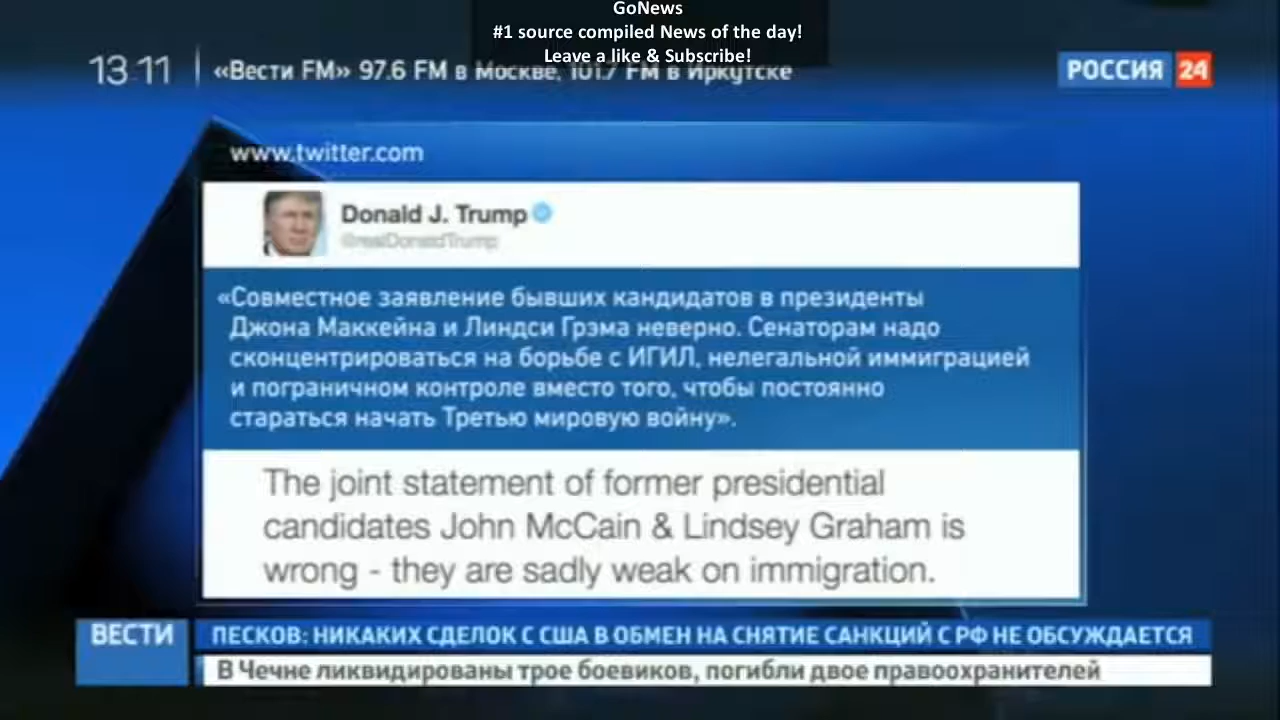 GoNews
#1 source compiled News of the day!
Leave a like & Subscribe!
13 11
«Вести FM» 97.6 FM в Москве, 101.7 FM в Иркутске
РОССИЯ 24
www.twitter.com
Donald J. Trump
@realDonaldTrump
«Совместное заявление бывших кандидатов в президенты
Джона Маккейна и Линдси Грэма неверно. Сенаторам надо
сконцентрироваться на борьбе с ИГИЛ, нелегальной иммиграцией
и пограничном контроле вместо того, чтобы постоянно
стараться начать Третью мировую войну».
The joint statement of former presidential
candidates John McCain & Lindsey Graham is
wrong - they are sadly weak on immigration.
ВЕСТИ
ПЕСКОВ: НИКАКИХ СДЕЛОК С США В ОБМЕН НА СНЯТИЕ САНКЦИЙ С РФ НЕ ОБСУЖДАЕТСЯ
В Чечне ликвидированы трое боевиков, погибли двое правоохранителей